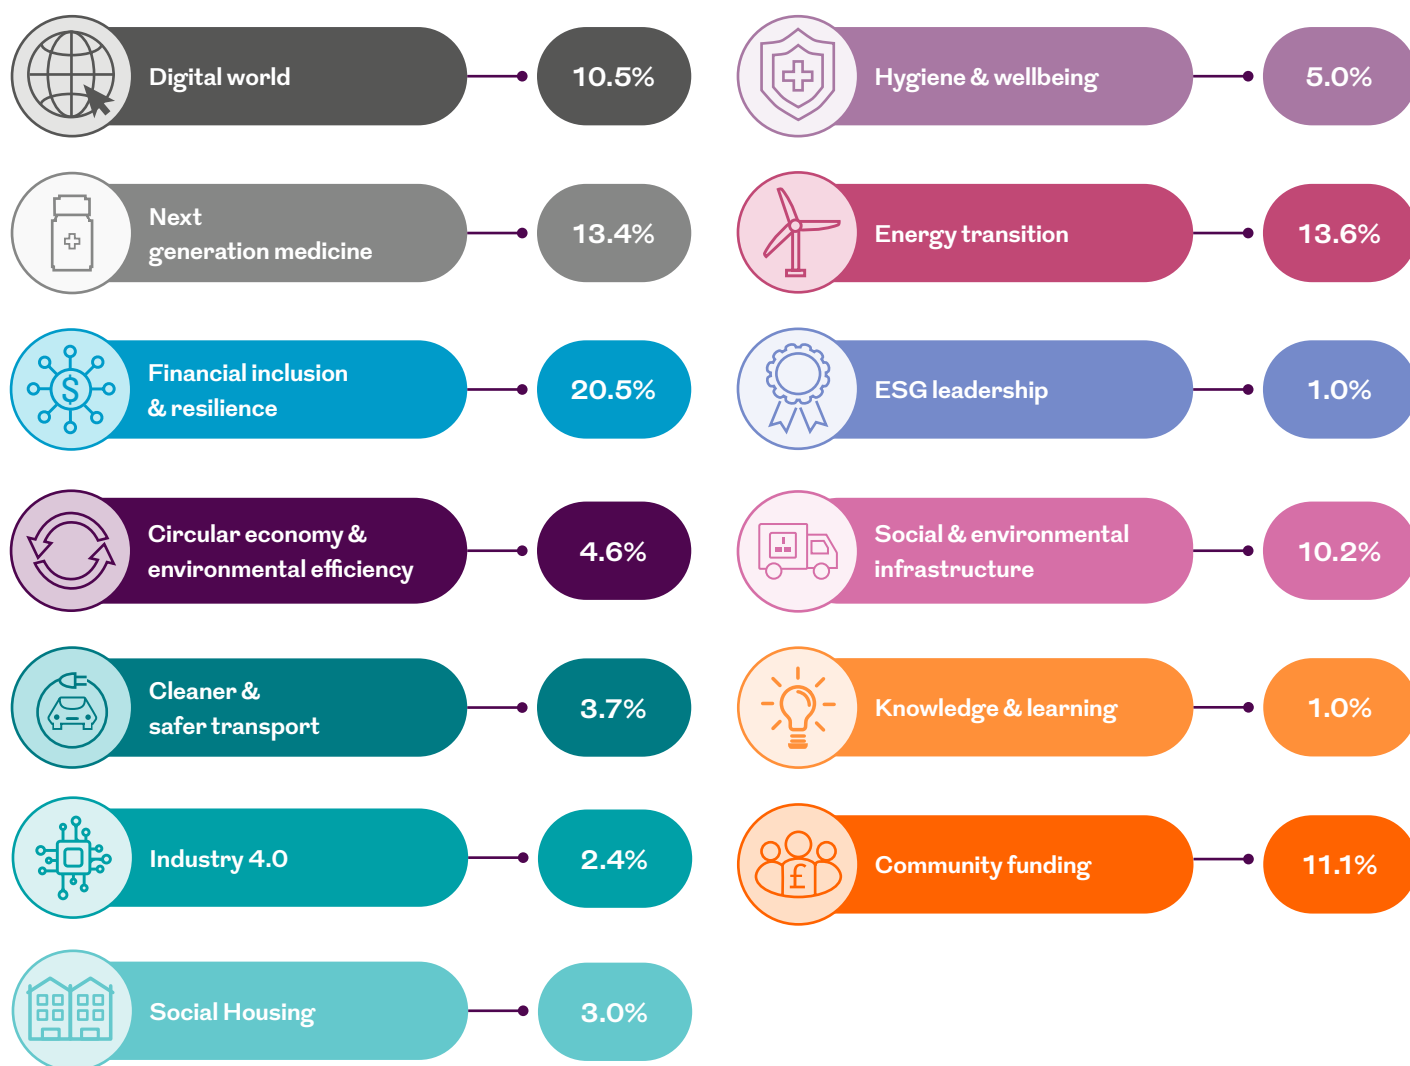 Digital world
10.5%
Next
generation medicine
13.4%
Financial inclusion
& resilience
20.5%
Circular economy &
environmental efficiency
4.6%
Cleaner &
safer transport
3.7%
Industry 4.0
2.4%
Social Housing
3.0%
Hygiene & wellbeing
5.0%
Energy transition
13.6%
ESG leadership
1.0%
Social & environmental
infrastructure
10.2%
Knowledge & learning
1.0%
£
Community funding
11.1%